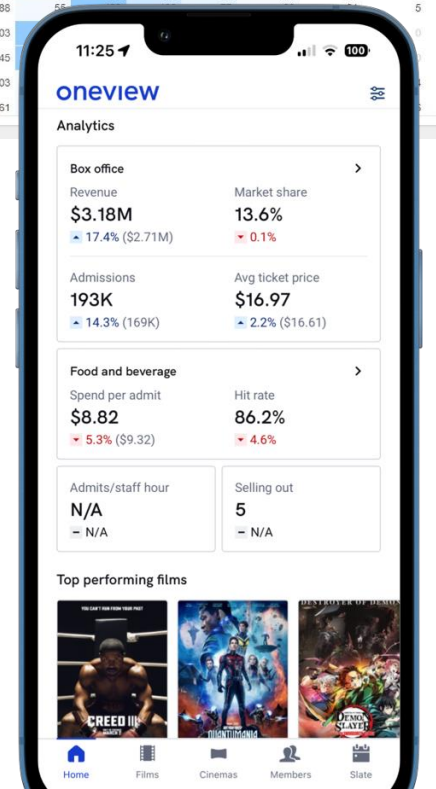 11:25
100
oneview
Analytics
Box office
Revenue
Market share
$3.18M
13.6%
17.4% ($2.71M)
0.1%
Admissions
Avg ticket price
193K
$16.97
14.3% (169K)
2.2% ($16.61)
Food and beverage
Spend per admit
Hit rate
$8.82
86.2%
5.3% ($9.32)
4.6%
Admits/staff hour
Selling out
N/A
5
– N/A
– N/A
Top performing films
YOU CAN'T RUN FROM YOUR PAST
DESTROYER OF DEMON
CREED III
QUANTUMANIA
DEMON SLAYER
Home
Films
Cinemas
Members
Slate